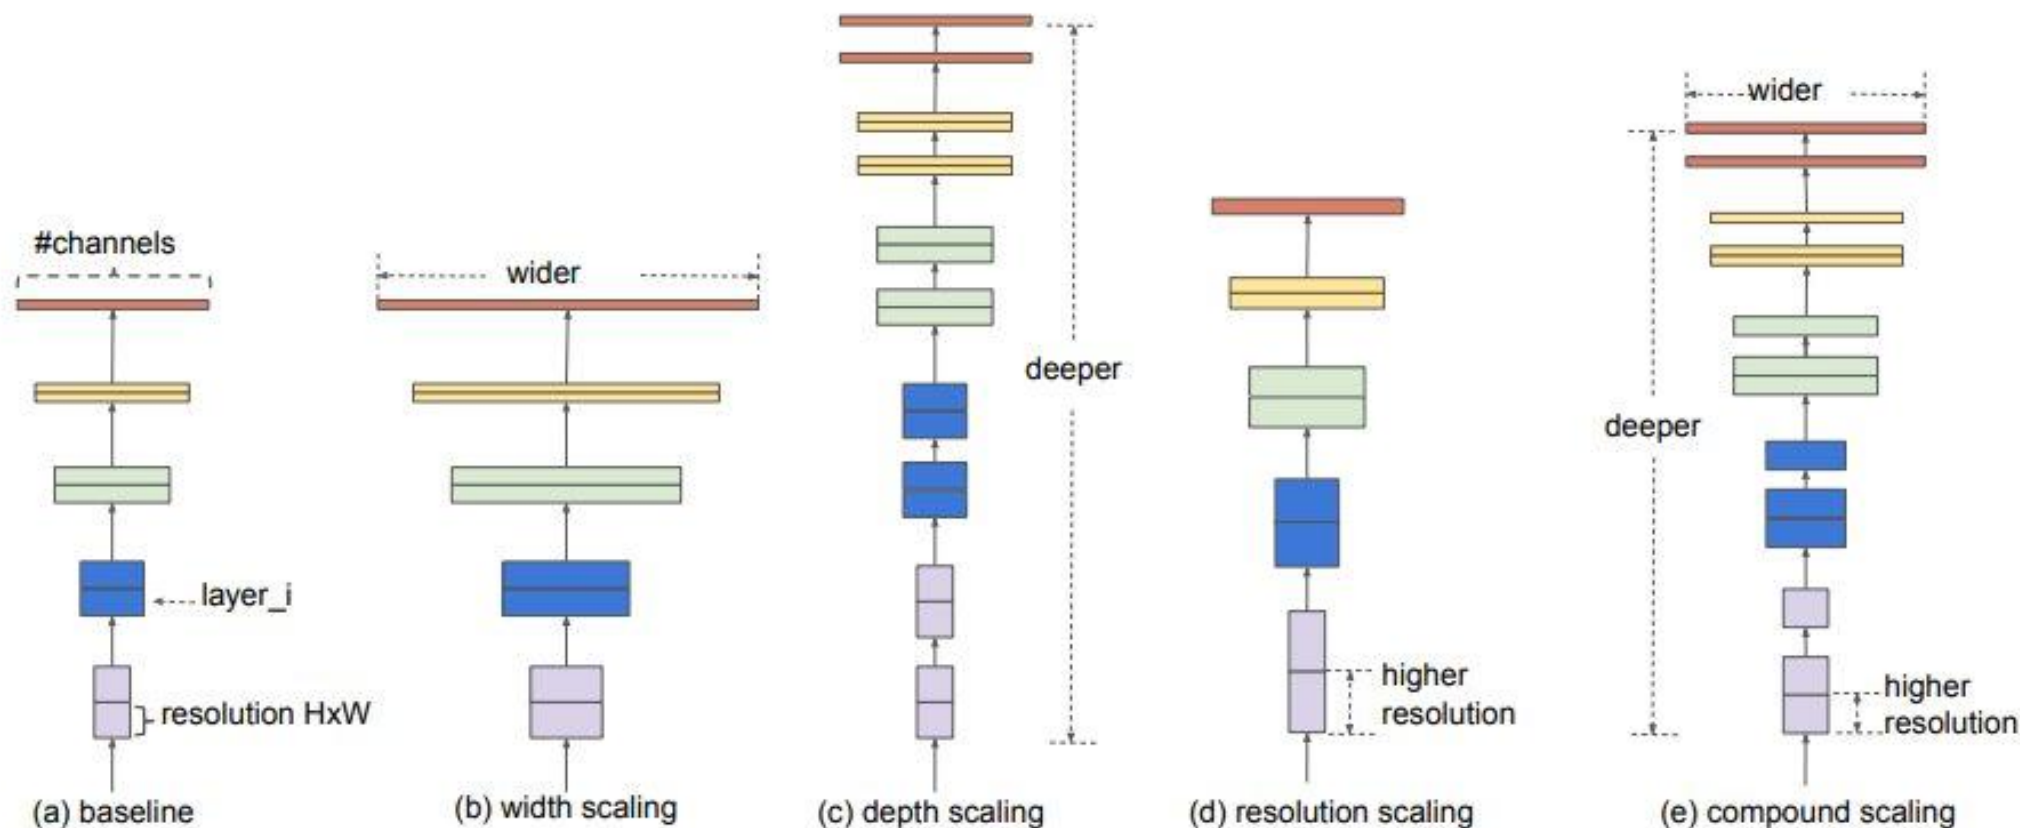 #channels
layer_i
resolution HxW
(a) baseline
wider
(b) width scaling
deeper
(c) depth scaling
higher
resolution
(d) resolution scaling
wider
deeper
higher
resolution
(e) compound scaling